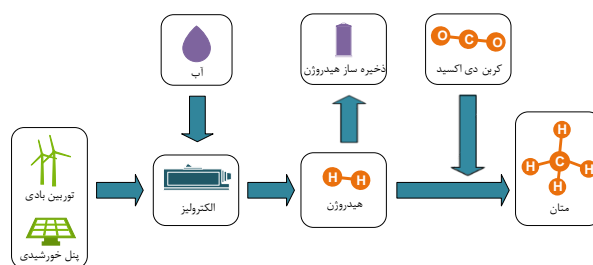 آب
ذخیره ساز هیدروژن
O C O
کربن دی اکسید
توربین بادی
پنل خورشیدی
الکترولیز
H H
هیدروژن
H
H C H
H
متان